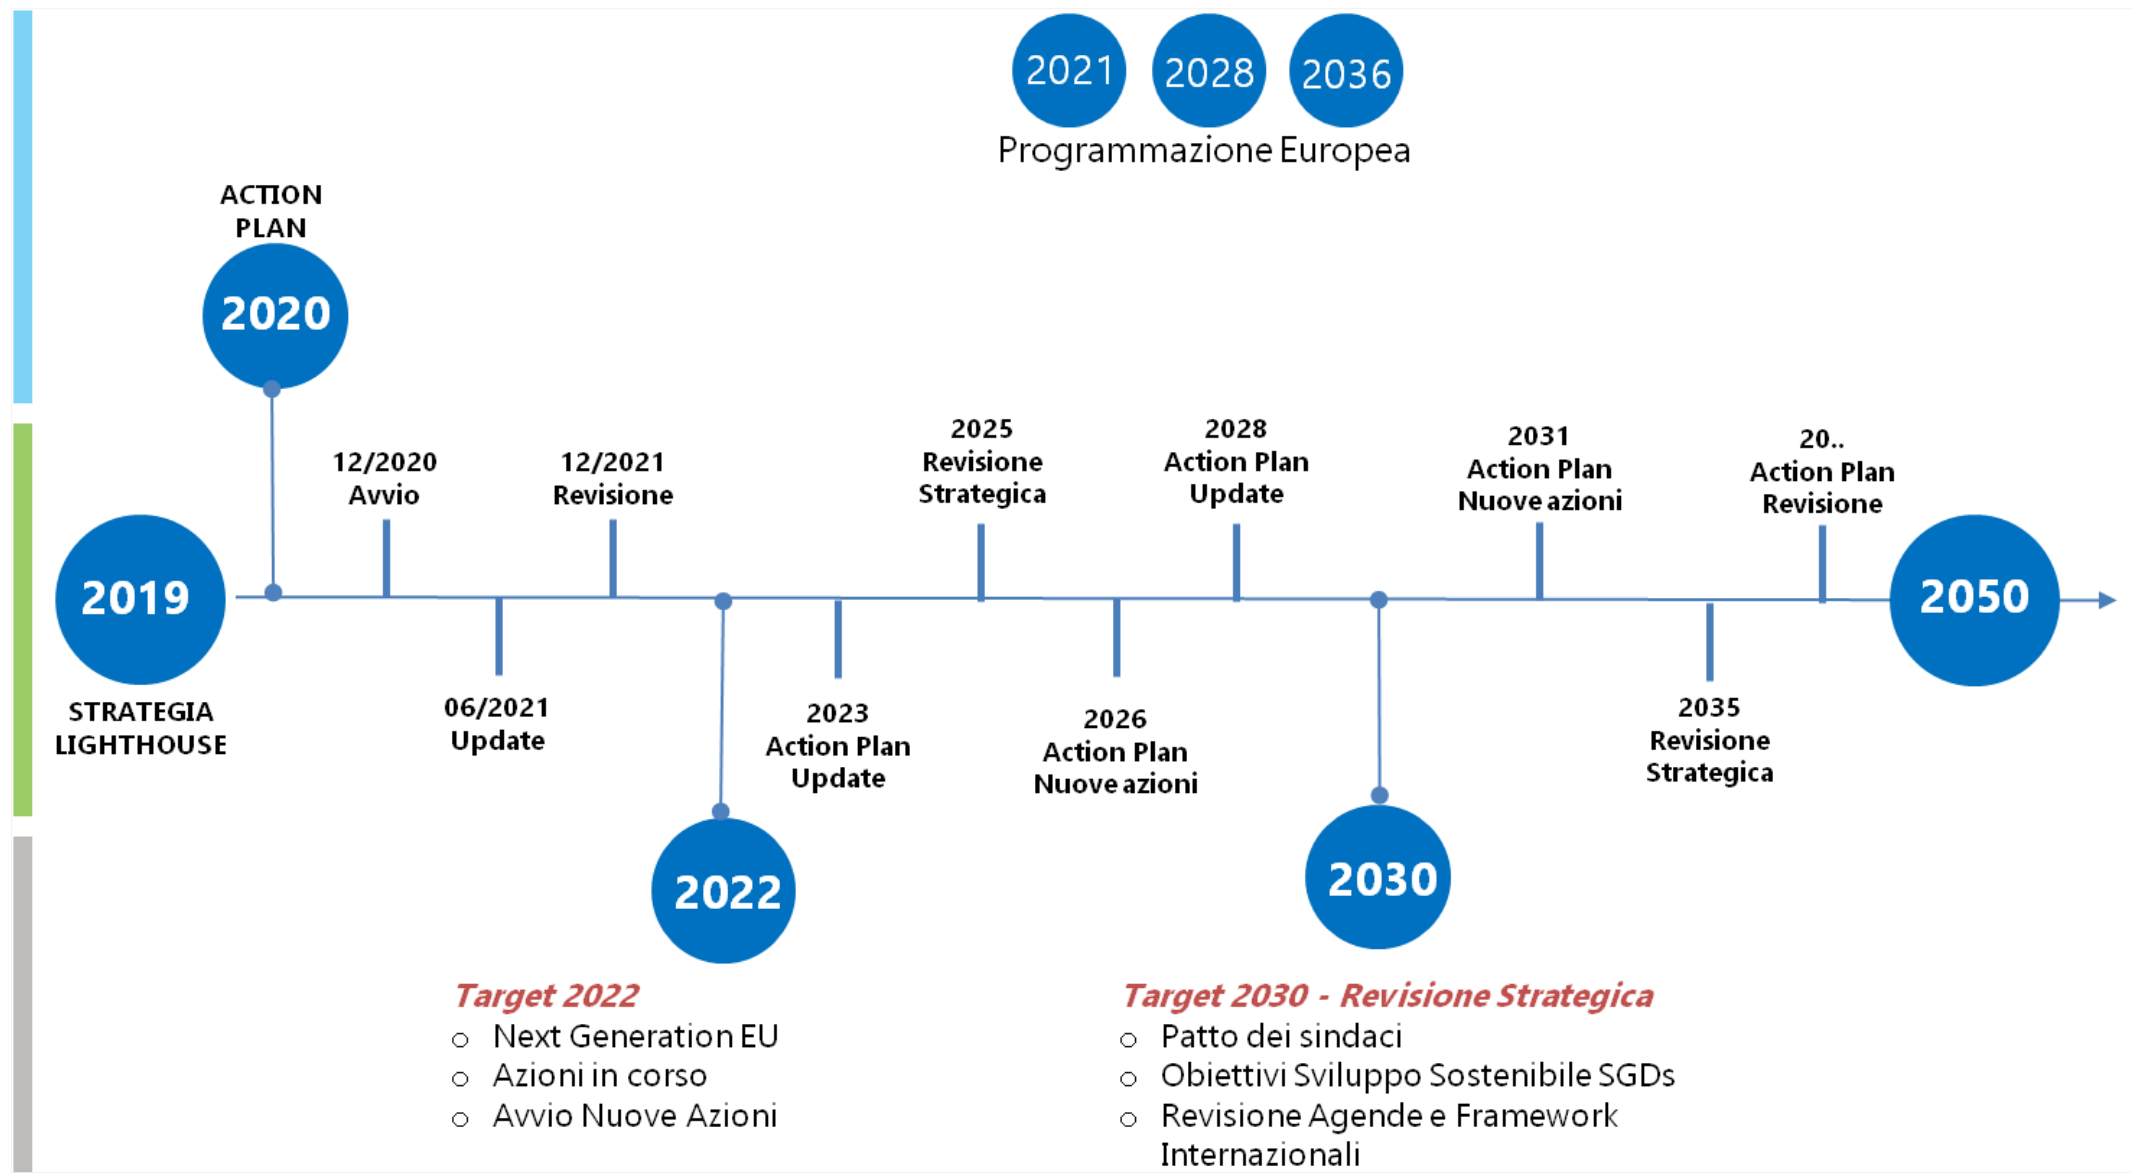 2021 2028 2036
Programmazione Europea
ACTION
PLAN
2020
12/2020
Avvio
12/2021
Revisione
2025
Revisione
Strategica
2028
Action Plan
Update
2031
Action Plan
Nuove azioni
20..
Action Plan
Revisione
2019
STRATEGIA
LIGHTHOUSE
2050
06/2021
Update
2023
Action Plan
Update
2026
Action Plan
Nuove azioni
2035
Revisione
Strategica
2022
Target 2022
o Next Generation EU
o Azioni in corso
o Avvio Nuove Azioni
2030
Target 2030 - Revisione Strategica
o Patto dei sindaci
o Obiettivi Sviluppo Sostenibile SGDs
o Revisione Agende e Framework
Internazionali